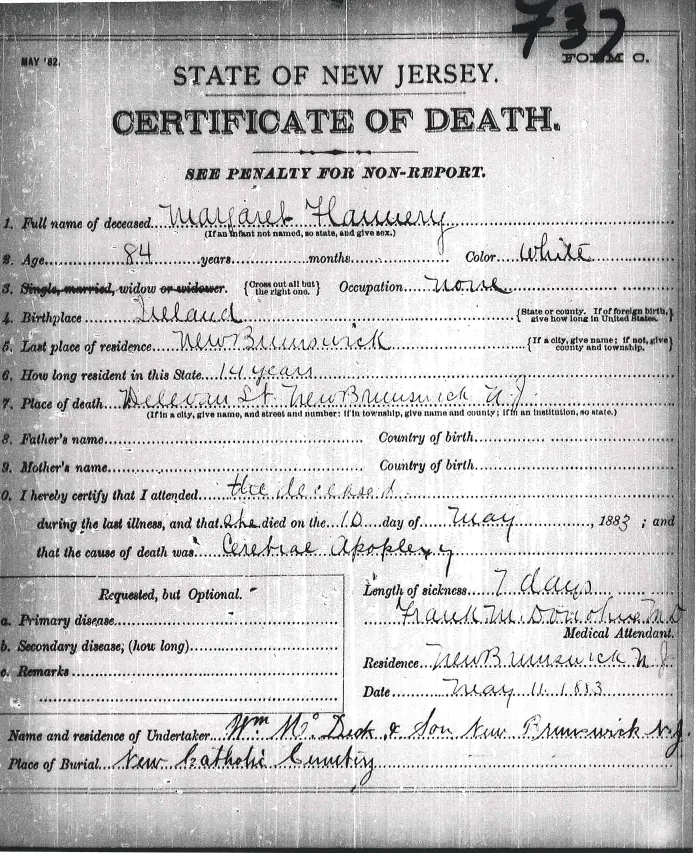 737
MAY '82.
FORM C.
STATE OF NEW JERSEY.
CERTIFICATE OF DEATH.
SEE PENALTY FOR NON-REPORT.
1. Full name of deceased Margaret Flannery
(If an infant not named, so state, and give sex.)
2. Age 84 years months Color White
3. Single, married, widow or widower. {Cross out all but the right one.} Occupation none
4. Birthplace Ireland {State or county. If of foreign birth, give how long in United States.
5. Last place of residence New Brunswick {If a city, give name; if not, give county and township.
6. How long resident in this State 14 years
7. Place of death Delevan St. New Brunswick N.J.
(If in a city, give name, and street and number: if in township, give name and county; if in an institution, so state.)
8. Father's name Country of birth
9. Mother's name Country of birth
0. I hereby certify that I attended the deceased
during the last illness, and that she died on the 10 day of May, 1883; and
that the cause of death was Cerebral Apoplexy
Requested, but Optional.
Length of sickness 7 days
a. Primary disease
Frank M. Donohue M D
Medical Attendant.
b. Secondary disease, (how long)
Residence New Brunswick N.J.
c. Remarks
Date May 11. 1883
Name and residence of Undertaker Wm Mc Dede & Son New Brunswick N.J.
Place of Burial New Catholic Cemetery